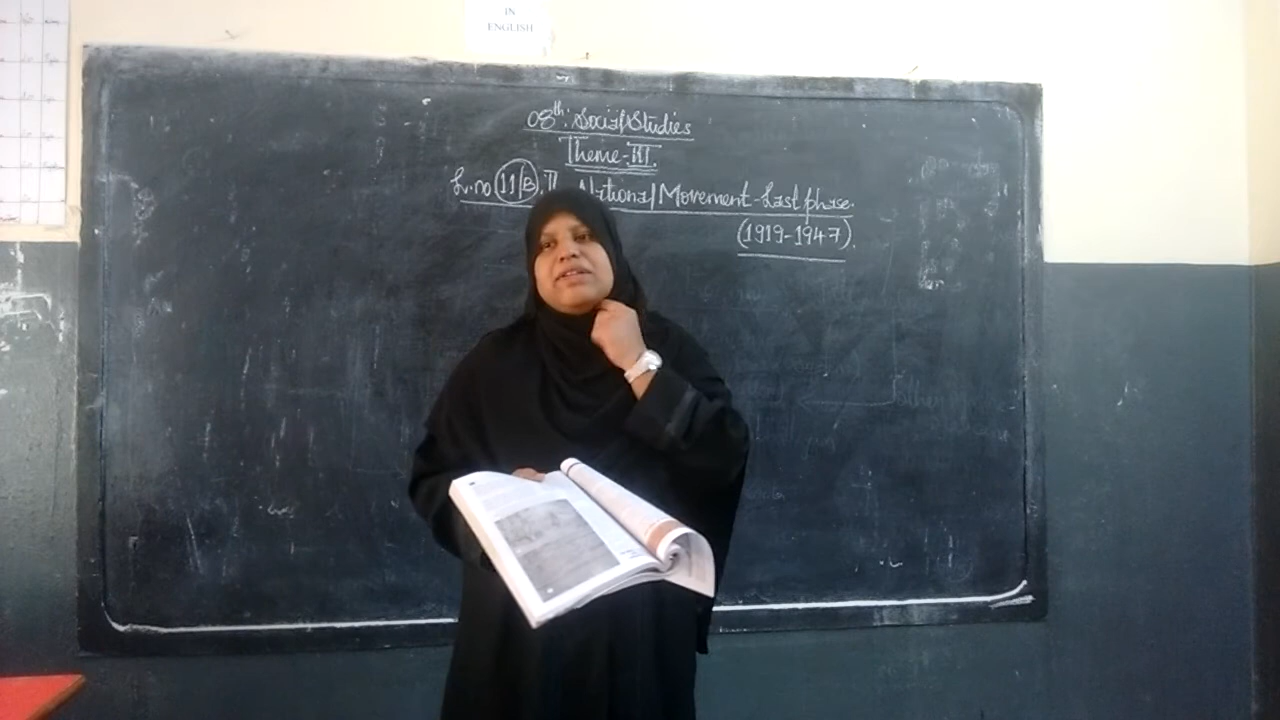 IN
ENGLISH
08th: Social Studies
Theme-III.
L.no 11/B. National Movement-Last phase.
(1919-1947).